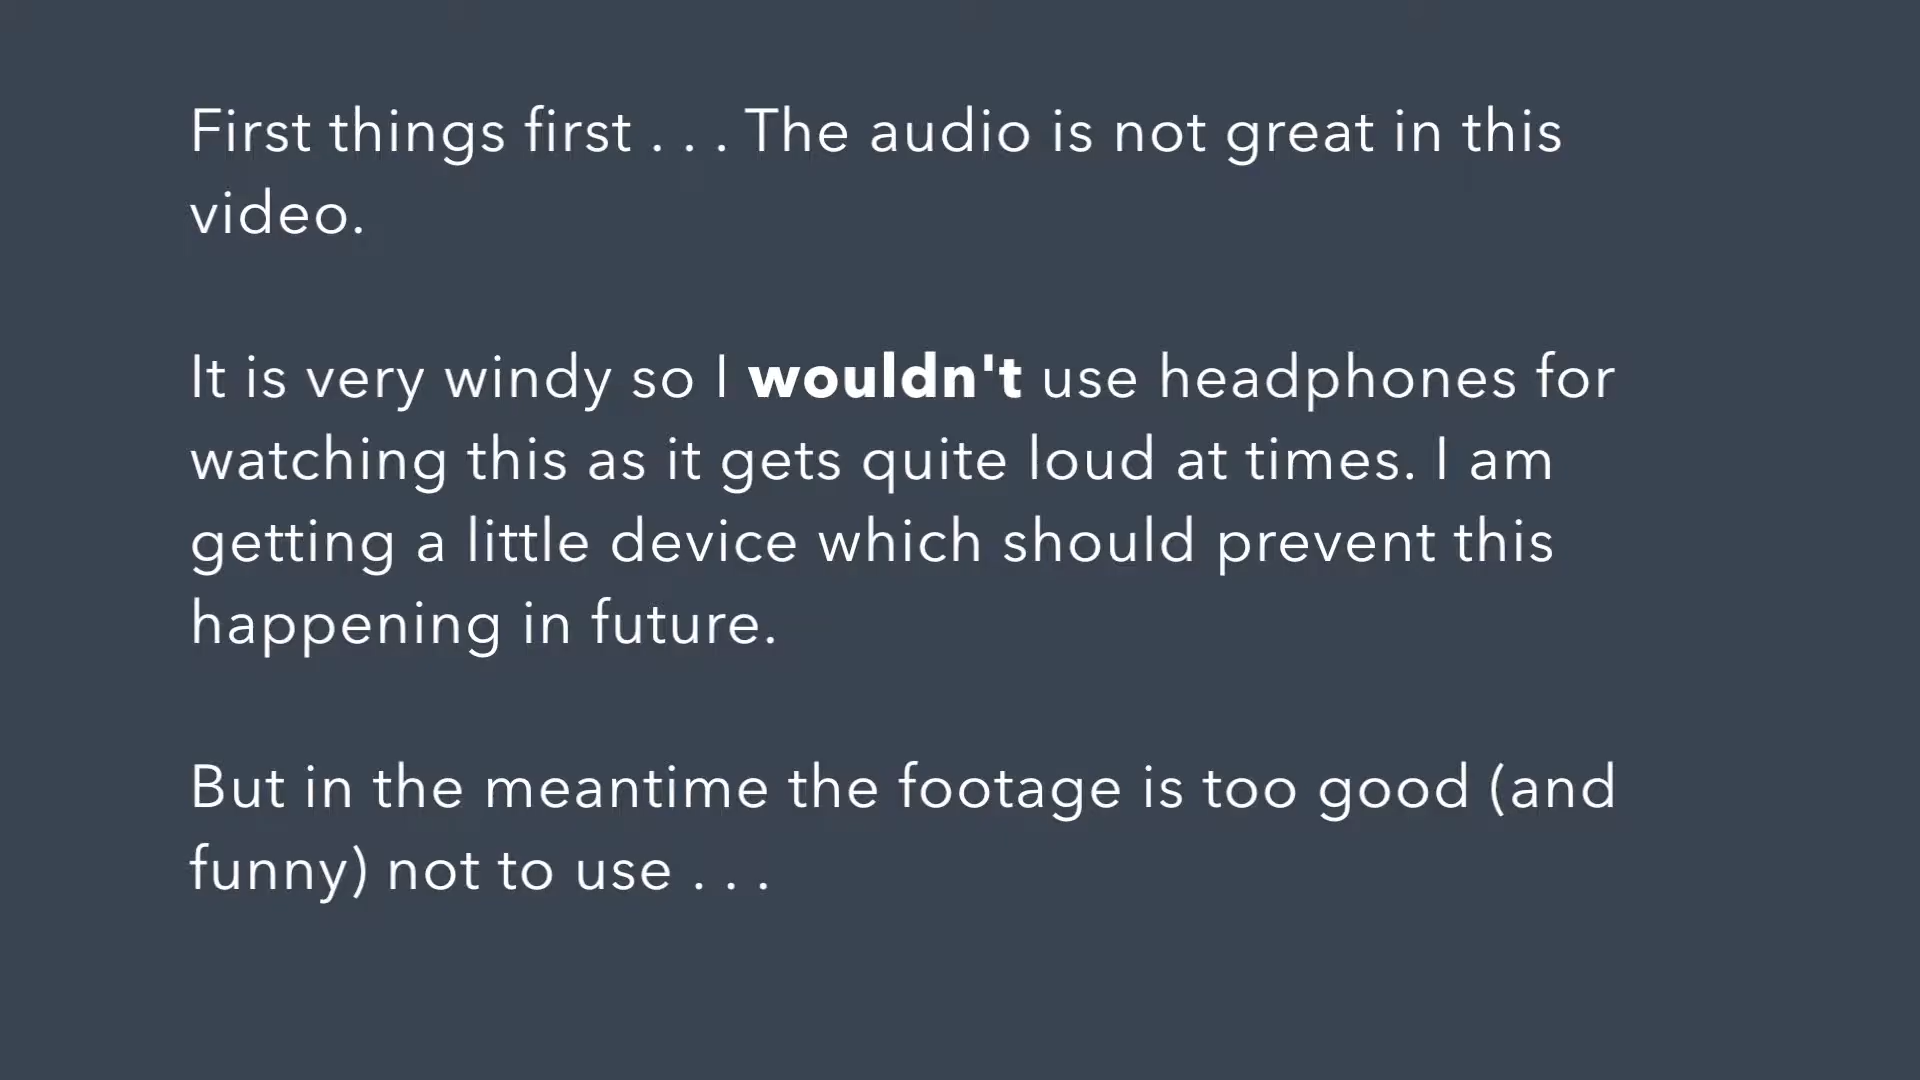 First things first . . . The audio is not great in this
video.
It is very windy so I wouldn't use headphones for
watching this as it gets quite loud at times. I am
getting a little device which should prevent this
happening in future.
But in the meantime the footage is too good (and
funny) not to use . . .